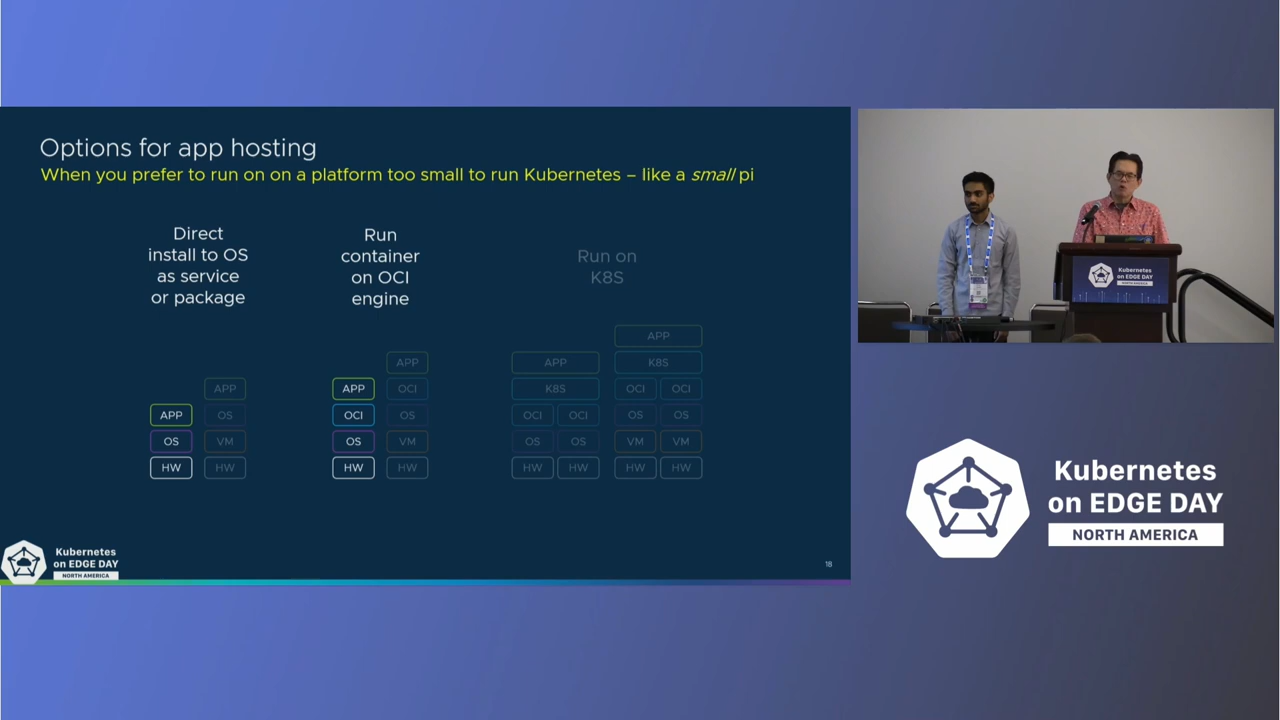 Options for app hosting
When you prefer to run on on a platform too small to run Kubernetes – like a small pi
Direct
install to OS
as service
or package
Run
container
on OCI
engine
Run on
K8S
APP
APP
OS
HW
APP
OS
VM
HW
APP
OCI
OS
HW
APP
OCI
OS
VM
HW
APP
K8S
OCI OCI
OS OS
HW HW
APP
K8S
OCI OCI
OS OS
VM VM
HW HW
Kubernetes
on EDGE DAY
NORTH AMERICA
18
Kubernetes
on EDGE DAY
NORTH AMERICA
Kubernetes
on EDGE DAY
NORTH AMERICA